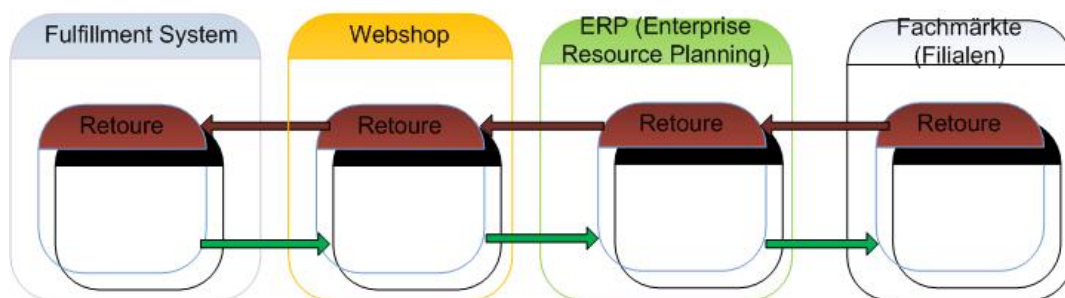 Fulfillment System
Webshop
ERP (Enterprise
Resource Planning)
Fachmärkte
(Filialen)
Retoure
Retoure
Retoure
Retoure